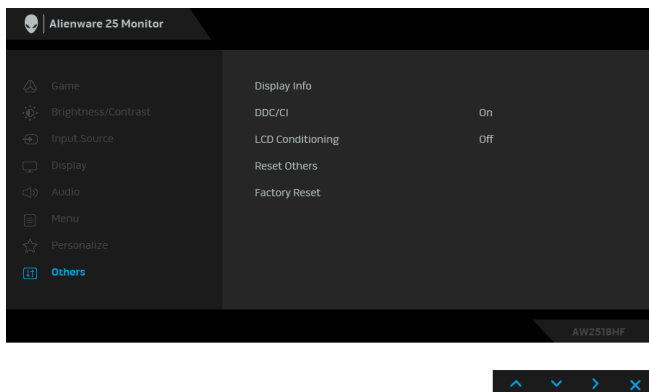 Alienware 25 Monitor
Game
Display Info
Brightness/Contrast
DDC/CI On
Input Source
LCD Conditioning Off
Display
Reset Others
Audio
Factory Reset
Menu
Personalize
Others
AW2518HF